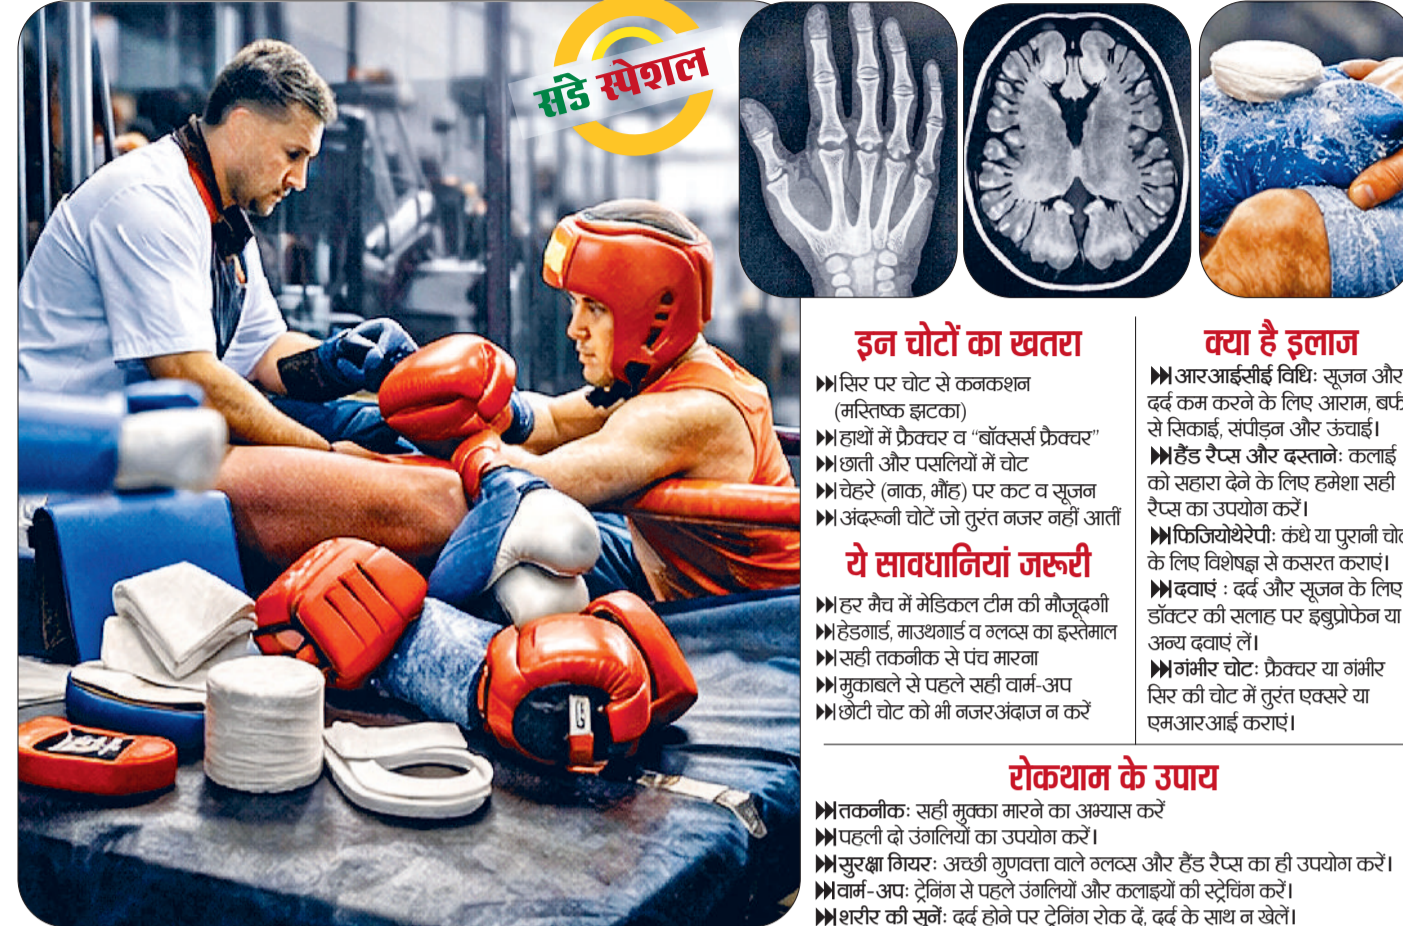 संडे स्पेशल
इन चोटों का खतरा
सिर पर चोट से कनकशन
(मस्तिष्क झटका)
हाथों में फ्रैक्चर व “बॉक्सर्स फ्रैक्चर”
छाती और पसलियों में चोट
चेहरे (नाक, भौंह) पर कट व सूजन
अंदरूनी चोटें जो तुरंत नजर नहीं आतीं
ये सावधानियां जरूरी
हर मैच में मेडिकल टीम की मौजूदगी
हेडगार्ड, माउथगार्ड व ग्लव्स का इस्तेमाल
सही तकनीक से पंच मारना
मुकाबले से पहले सही वार्म-अप
छोटी चोट को भी नजरअंदाज न करें
क्या है इलाज
आरआईसीई विधि: सूजन और
दर्द कम करने के लिए आराम, बर्फ
से सिकाई, संपीड़न और ऊंचाई।
हैंड रैप्स और दस्ताने: कलाई
को सहारा देने के लिए हमेशा सही
रैप्स का उपयोग करें।
फिजियोथेरेपी: कंधे या पुरानी चोट
के लिए विशेषज्ञ से कसरत कराएं।
दवाएं : दर्द और सूजन के लिए
डॉक्टर की सलाह पर इबुप्रोफेन या
अन्य दवाएं लें।
गंभीर चोट: फ्रैक्चर या गंभीर
सिर की चोट में तुरंत एक्सरे या
एमआरआई कराएं।
रोकथाम के उपाय
तकनीक: सही मुक्का मारने का अभ्यास करें
पहली दो उंगलियों का उपयोग करें।
सुरक्षा गियर: अच्छी गुणवत्ता वाले ग्लव्स और हैंड रैप्स का ही उपयोग करें।
वार्म-अप: ट्रेनिंग से पहले उंगलियों और कलाइयों की स्ट्रेचिंग करें।
शरीर की सुनें: दर्द होने पर ट्रेनिंग रोक दें, दर्द के साथ न खेलें।